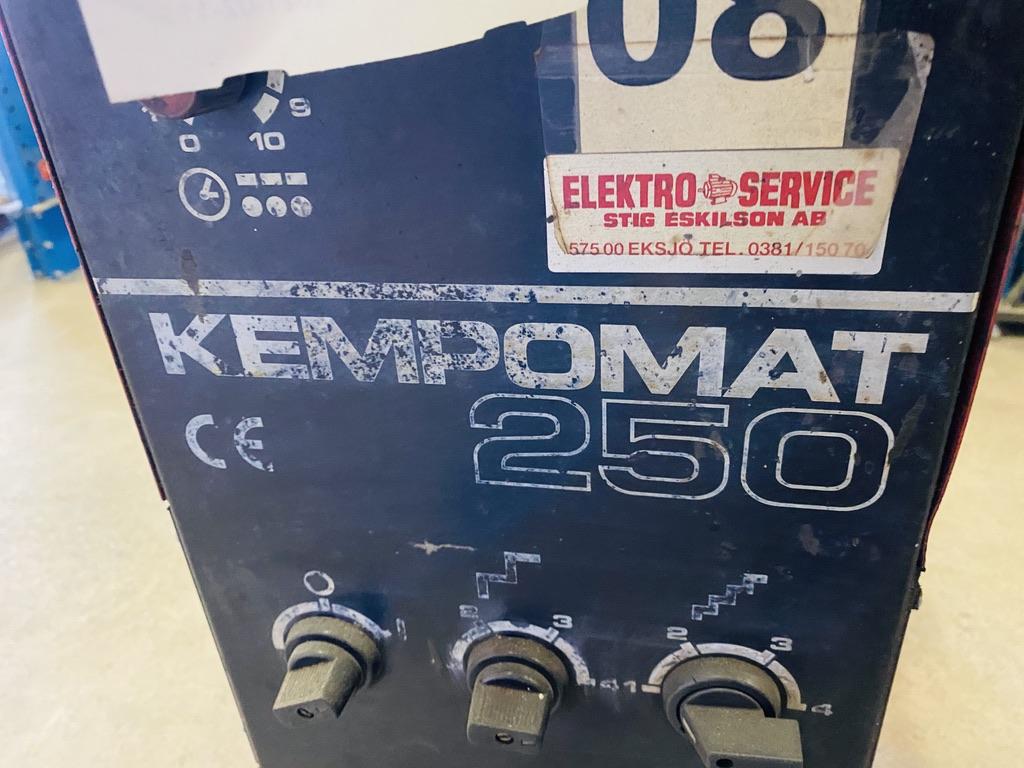 08
9
0 10
ELEKTRO SERVICE
STIG ESKILSON AB
575 00 EKSJÖ TEL. 0381/150 70
KEMPOMAT
250
CE
O I
2 3
4
1 2 3 4